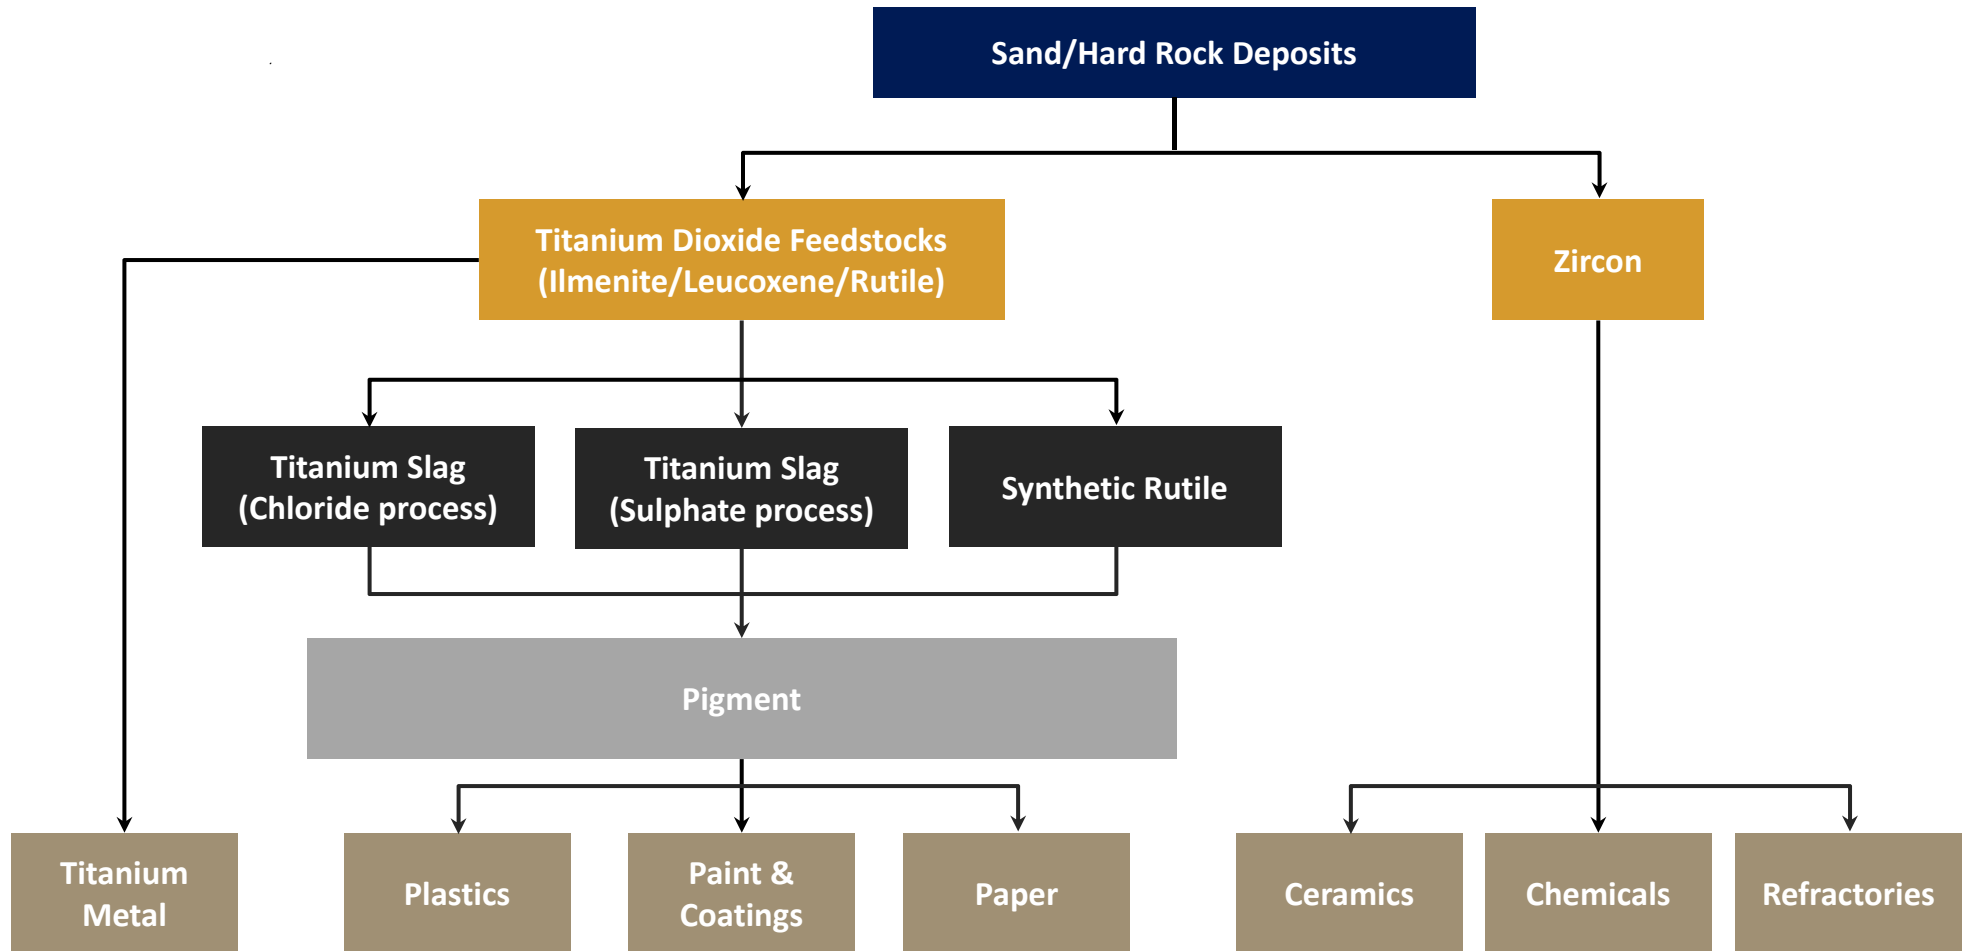 Sand/Hard Rock Deposits
Titanium Dioxide Feedstocks
(Ilmenite/Leucoxene/Rutile)
Zircon
Titanium Slag
(Chloride process)
Titanium Slag
(Sulphate process)
Synthetic Rutile
Pigment
Titanium
Metal
Plastics
Paint &
Coatings
Paper
Ceramics
Chemicals
Refractories